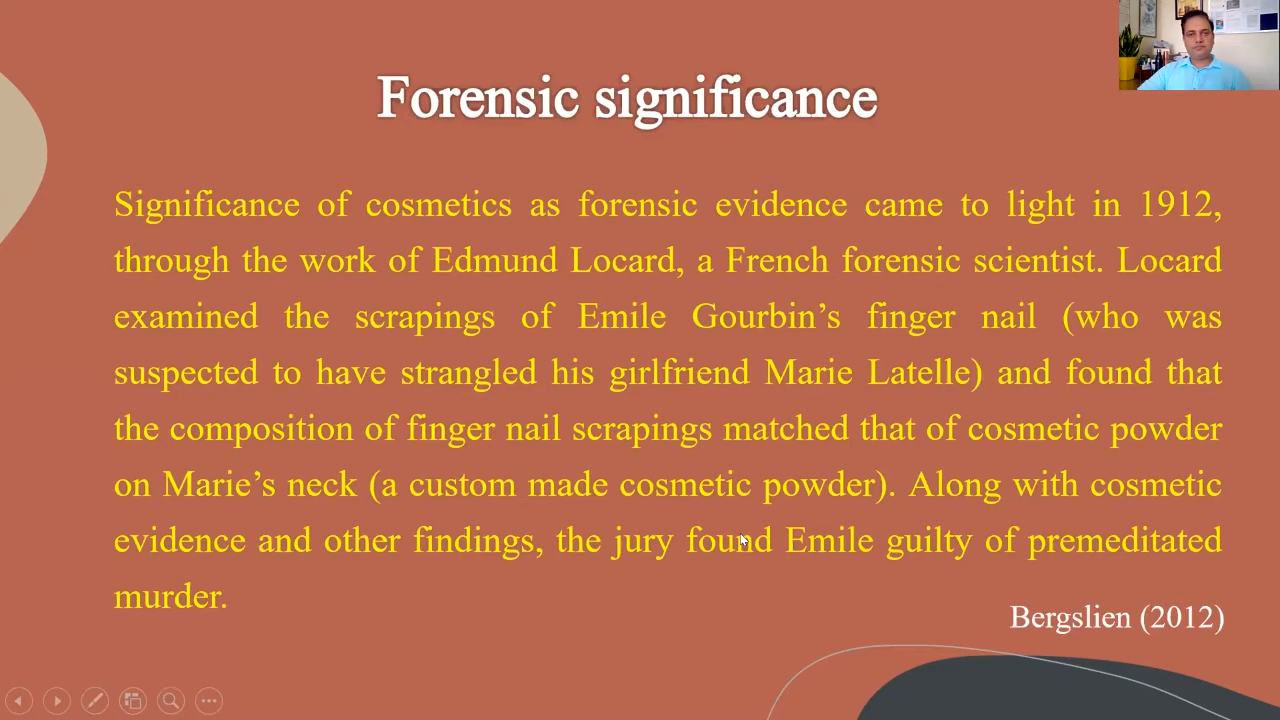 Forensic significance
Significance of cosmetics as forensic evidence came to light in 1912,
through the work of Edmund Locard, a French forensic scientist. Locard
examined the scrapings of Emile Gourbin’s finger nail (who was
suspected to have strangled his girlfriend Marie Latelle) and found that
the composition of finger nail scrapings matched that of cosmetic powder
on Marie’s neck (a custom made cosmetic powder). Along with cosmetic
evidence and other findings, the jury found Emile guilty of premeditated
murder.
Bergslien (2012)